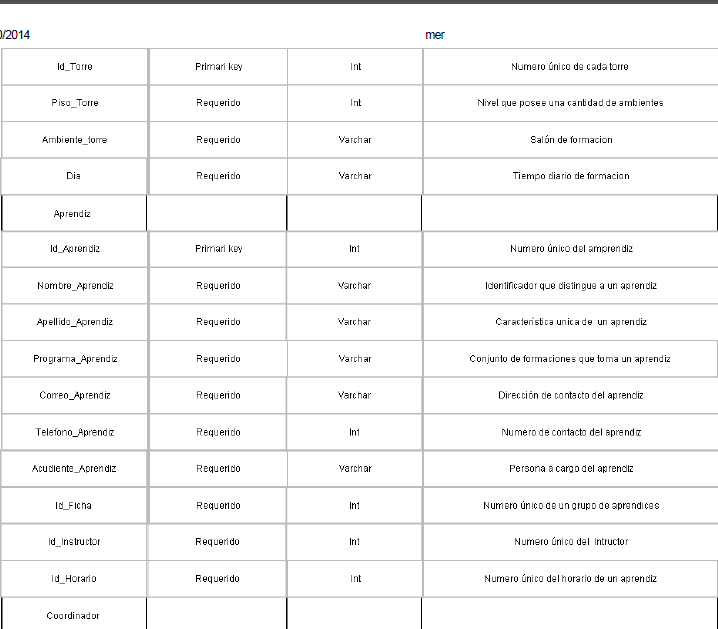 0/2014 mer
Id_Torre Primari key Int Numero único de cada torre
Piso_Torre Requerido Int Nivel que posee una cantidad de ambientes
Ambiente_torre Requerido Varchar Salón de formacion
Dia Requerido Varchar Tiempo diario de formacion
Aprendiz
Id_Aprendiz Primari key Int Numero único del amprendiz
Nombre_Aprendiz Requerido Varchar Identificador que distingue a un aprendiz
Apellido_Aprendiz Requerido Varchar Característica unica de un aprendiz
Programa_Aprendiz Requerido Varchar Conjunto de formaciones que toma un aprendiz
Correo_Aprendiz Requerido Varchar Dirección de contacto del aprendiz
Telefono_Aprendiz Requerido Int Numero de contacto del aprendiz
Acudiente_Aprendiz Requerido Varchar Persona a cargo del aprendiz
Id_Ficha Requerido Int Numero único de un grupo de aprendices
Id_Instructor Requerido Int Numero único del Intructor
Id_Horario Requerido Int Numero único del horario de un aprendiz
Coordinador